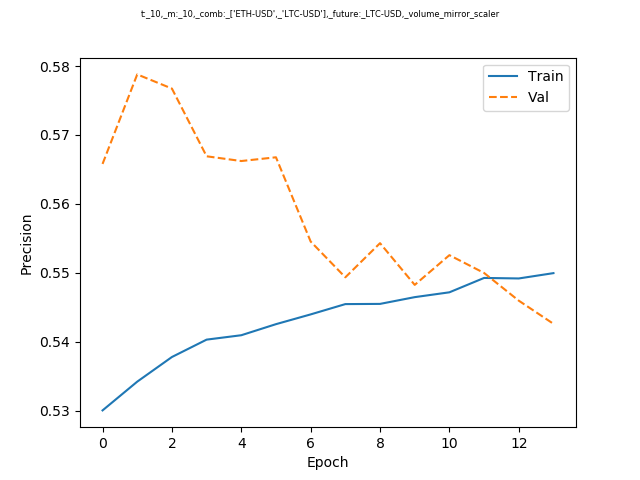 t:_10,_m:_10,_comb:_['ETH-USD',_'LTC-USD'],_future:_LTC-USD,_volume_mirror_scaler
Train
Val
0.58
0.57
0.56
0.55
0.54
0.53
Precision
0 2 4 6 8 10 12
Epoch